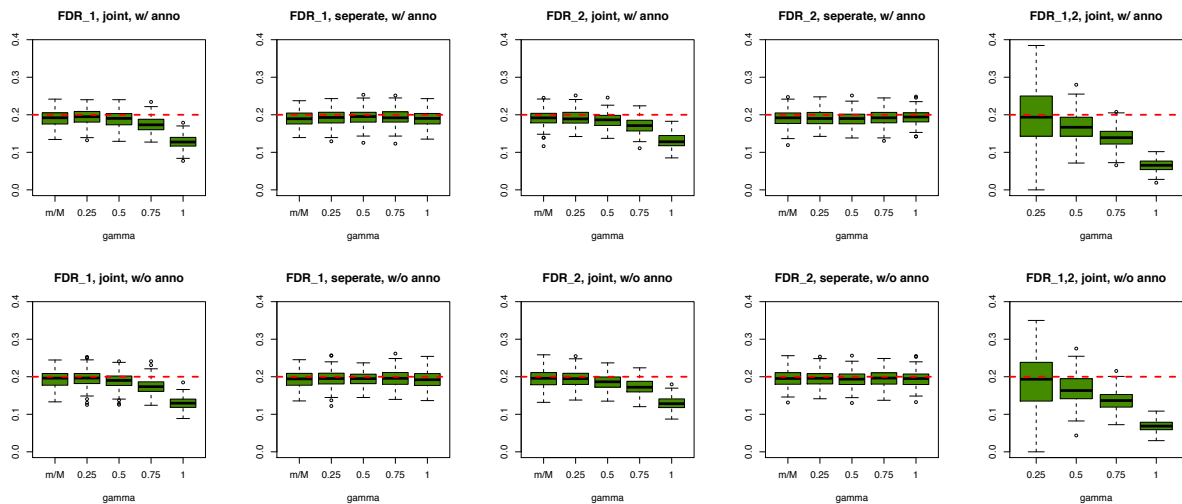 FDR_1, joint, w/ anno
FDR_1, seperate, w/ anno
FDR_2, joint, w/ anno
FDR_2, seperate, w/ anno
FDR_1,2, joint, w/ anno
0.0 0.1 0.2 0.3 0.4
m/M 0.25 0.5 0.75 1
gamma
0.0 0.1 0.2 0.3 0.4
m/M 0.25 0.5 0.75 1
gamma
0.0 0.1 0.2 0.3 0.4
m/M 0.25 0.5 0.75 1
gamma
0.0 0.1 0.2 0.3 0.4
m/M 0.25 0.5 0.75 1
gamma
0.0 0.1 0.2 0.3 0.4
0.25 0.5 0.75 1
gamma
FDR_1, joint, w/o anno
FDR_1, seperate, w/o anno
FDR_2, joint, w/o anno
FDR_2, seperate, w/o anno
FDR_1,2, joint, w/o anno
0.0 0.1 0.2 0.3 0.4
m/M 0.25 0.5 0.75 1
gamma
0.0 0.1 0.2 0.3 0.4
m/M 0.25 0.5 0.75 1
gamma
0.0 0.1 0.2 0.3 0.4
m/M 0.25 0.5 0.75 1
gamma
0.0 0.1 0.2 0.3 0.4
m/M 0.25 0.5 0.75 1
gamma
0.0 0.1 0.2 0.3 0.4
0.25 0.5 0.75 1
gamma